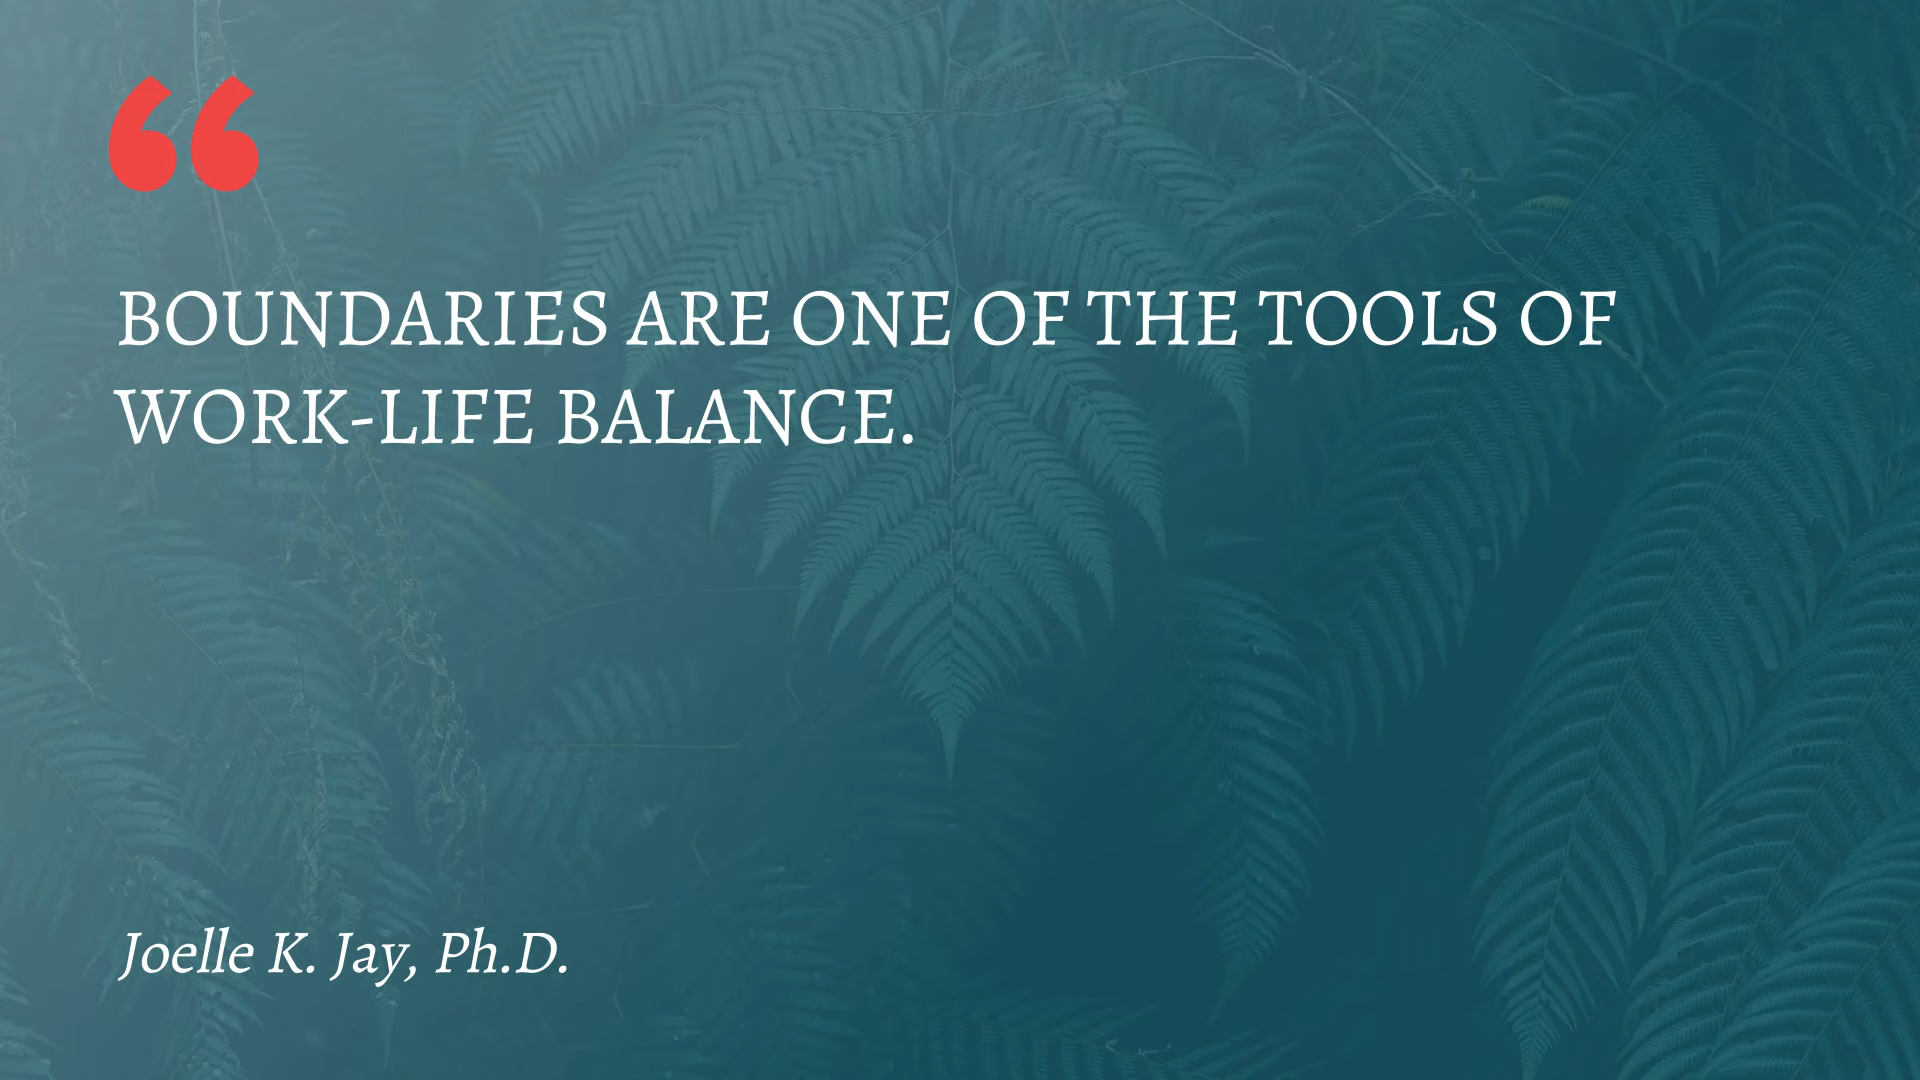 “
BOUNDARIES ARE ONE OF THE TOOLS OF
WORK-LIFE BALANCE.
Joelle K. Jay, Ph.D.